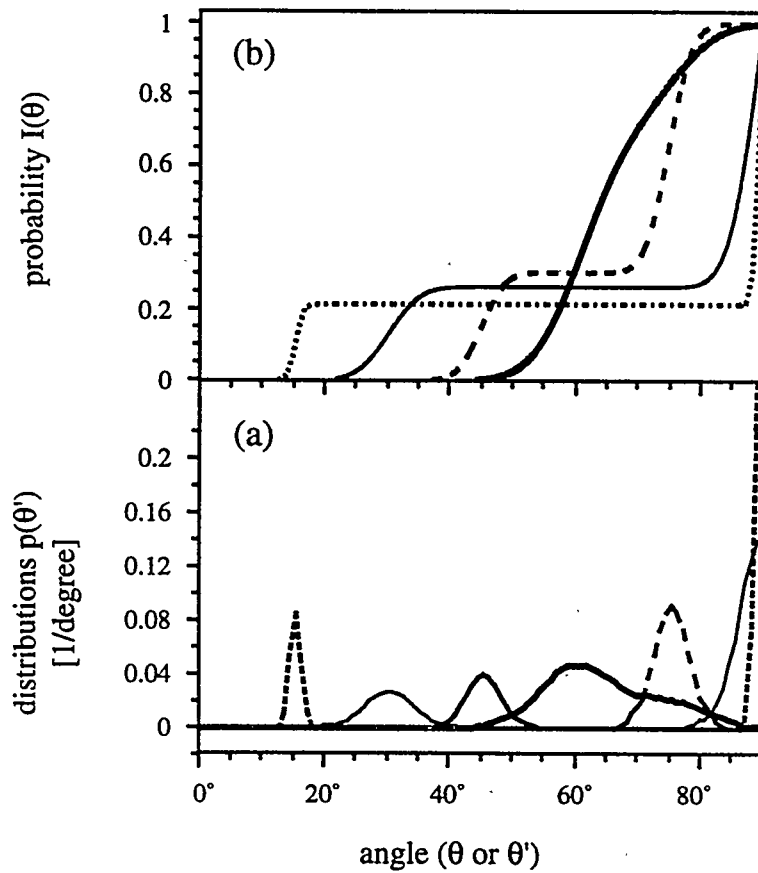 (b)
probability I(θ)
1
0.8
0.6
0.4
0.2
0
(a)
distributions p(θ')
[1/degree]
0.2
0.16
0.12
0.08
0.04
0
0° 20° 40° 60° 80°
angle (θ or θ')